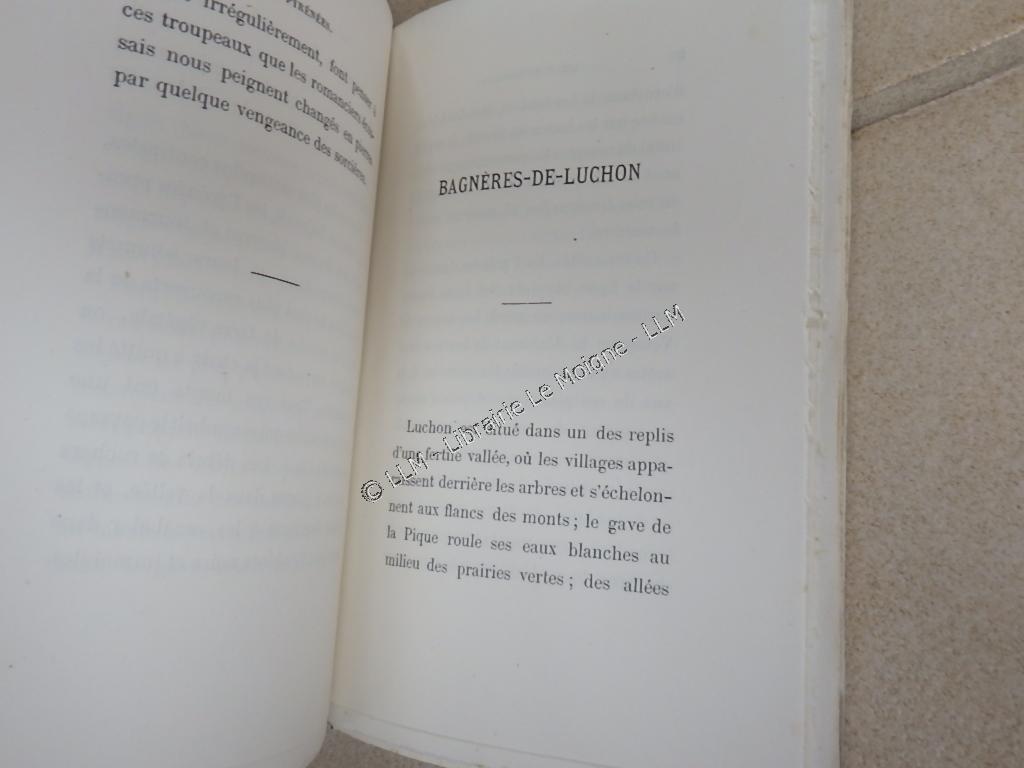 PYRÉNÉES.
irrégulièrement, font penser à
ces troupeaux que les romanciers
sais nous peignent changés en pierres
par quelque vengeance des sorcières.
BAGNÈRES-DE-LUCHON
Luchon est situé dans un des replis
d'une fertile vallée, où les villages appa-
raissent derrière les arbres et s'échelon-
nent aux flancs des monts ; le gave de
la Pique roule ses eaux blanches au
milieu des prairies vertes ; des allées
© LLM - Librairie Le Moigne - LLM